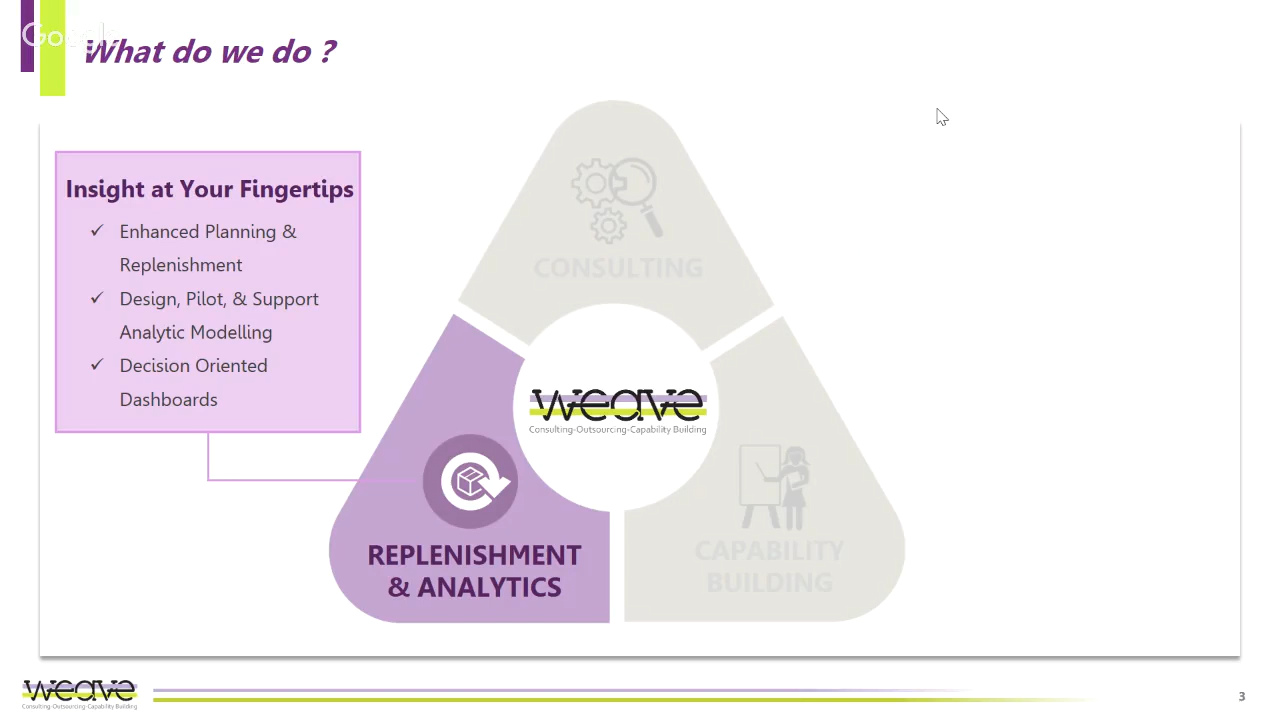 Google
What do we do ?
Insight at Your Fingertips
✓ Enhanced Planning &
Replenishment
✓ Design, Pilot, & Support
Analytic Modelling
✓ Decision Oriented
Dashboards
CONSULTING
weave
Consulting-Outsourcing-Capability Building
REPLENISHMENT
& ANALYTICS
CAPABILITY
BUILDING
weave
Consulting-Outsourcing-Capability Building
3